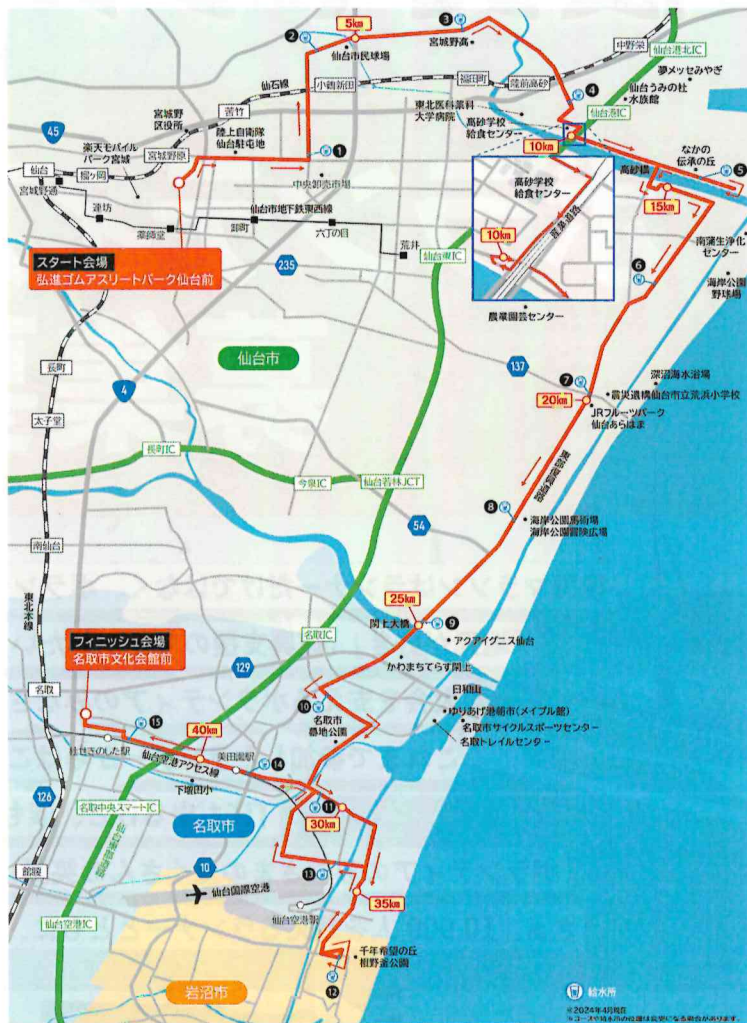 5km
❷
❸
仙台市民球場
宮城野高
中野栄
仙台港北IC
夢メッセみやぎ
仙石線
小鶴新田
福田町
陸前高砂
❹
仙台うみの杜
水族館
宮城野
区役所
苦竹
東北医科薬科
大学病院
仙台港IC
45
楽天モバイル
パーク宮城
宮城野原
陸上自衛隊
仙台駐屯地
高砂学校
給食センター
10km
なかの
伝承の丘
仙台
榴ヶ岡
❶
高砂橋
❺
宮城野通
中央卸売市場
高砂学校
給食センター
15km
連坊
仙台市地下鉄東西線
産業道路
薬師堂
卸町
六丁の目
10km
南蒲生浄化
センター
スタート会場
弘進ゴムアスリートパーク仙台前
荒井
仙台東IC
235
❻
海岸公園
野球場
農業園芸センター
仙台市
137
深沼海水浴場
長町
4
❼
震災遺構仙台市立荒浜小学校
20km
JRフルーツパーク
仙台あらはま
太子堂
長町IC
今泉IC
仙台若林JCT
❽
海岸公園馬術場
海岸公園冒険広場
54
南仙台
東北本線
25km
閖上大橋
❾
名取IC
アクアイグニス仙台
フィニッシュ会場
名取市文化会館前
129
かわまちてらす閖上
日和山
名取
❿
ゆりあげ港朝市(メイプル館)
名取市サイクルスポーツセンター
名取トレイルセンター
名取市
墓地公園
⓯
40km
杜せきのした駅
仙台空港アクセス線
美田園駅
⓮
下増田小
126
名取中央スマートIC
⓫
30km
名取市
10
⓭
館腰
仙台国際空港
35km
仙台空港駅
仙台空港IC
千年希望の丘
相野釜公園
岩沼市
⓬
給水所
※2024年4月現在